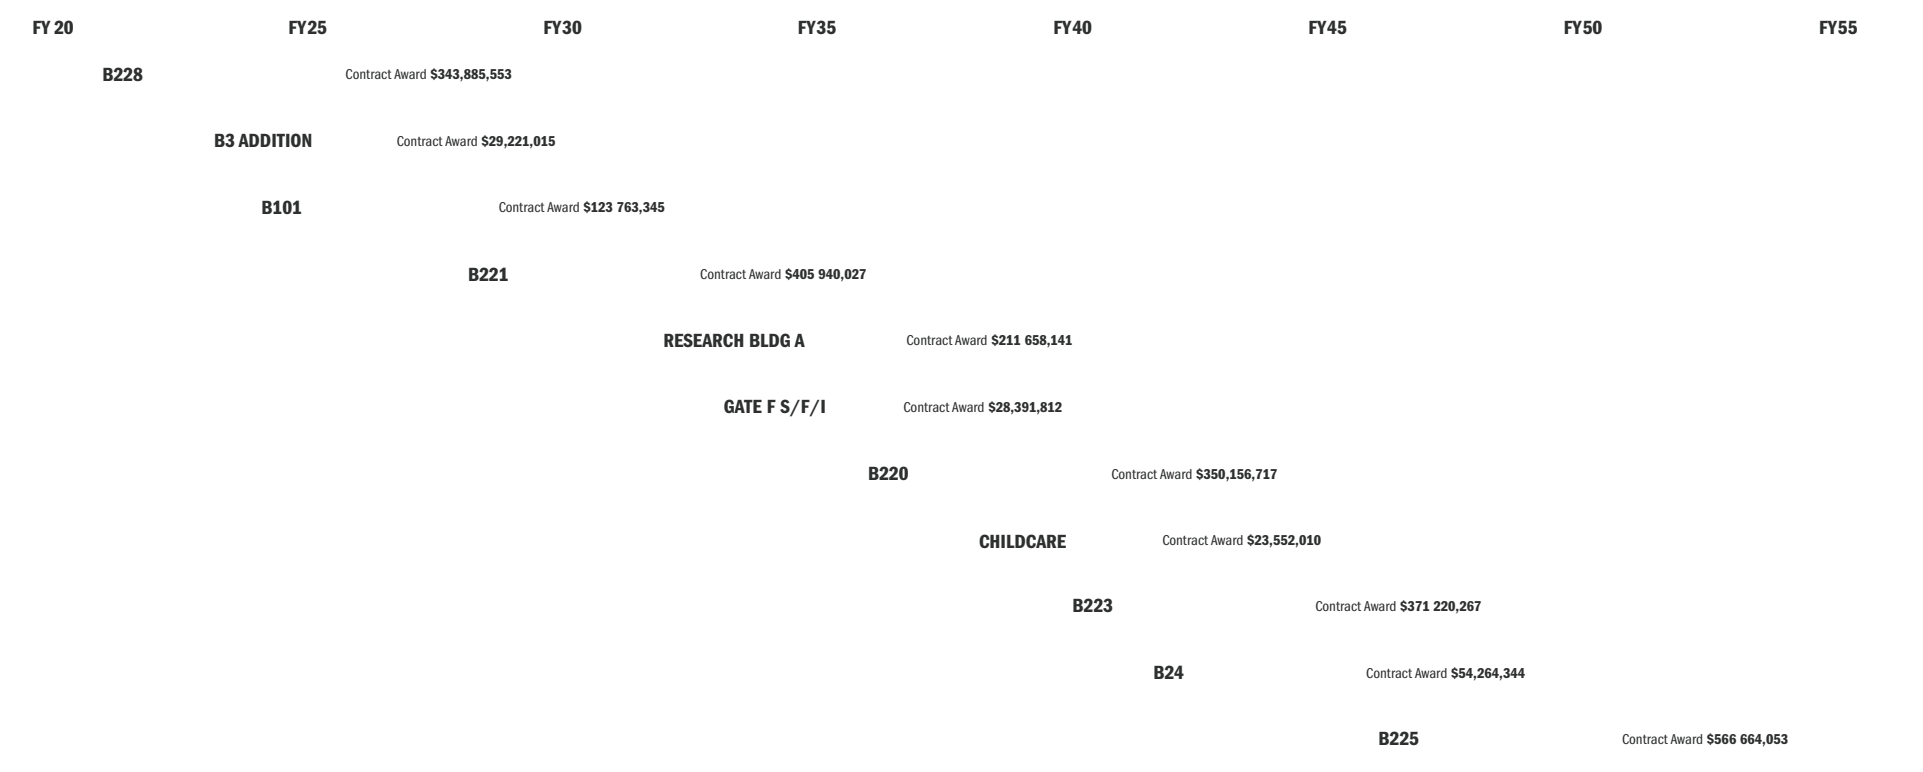 FY 20 FY25 FY30 FY35 FY40 FY45 FY50 FY55
B228 Contract Award $343,885,553
B3 ADDITION Contract Award $29,221,015
B101 Contract Award $123 763,345
B221 Contract Award $405 940,027
RESEARCH BLDG A Contract Award $211 658,141
GATE F S/F/I Contract Award $28,391,812
B220 Contract Award $350,156,717
CHILDCARE Contract Award $23,552,010
B223 Contract Award $371 220,267
B24 Contract Award $54,264,344
B225 Contract Award $566 664,053